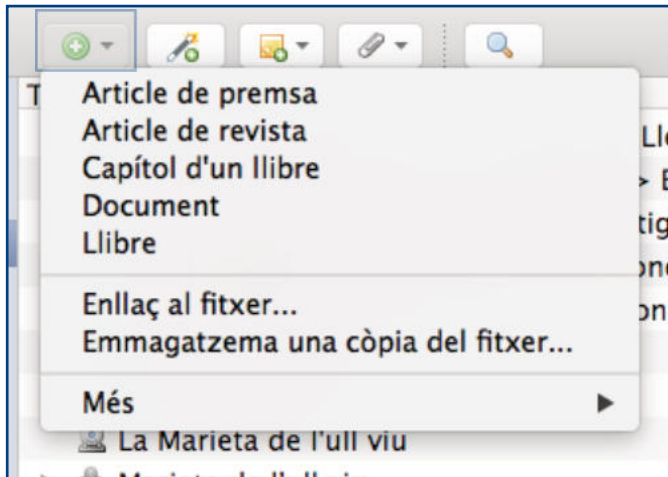 T
Article de premsa
Article de revista
Capítol d'un llibre
Document
Llibre
Enllaç al fitxer...
Emmagatzema una còpia del fitxer...
Més
La Marieta de l'ull viu